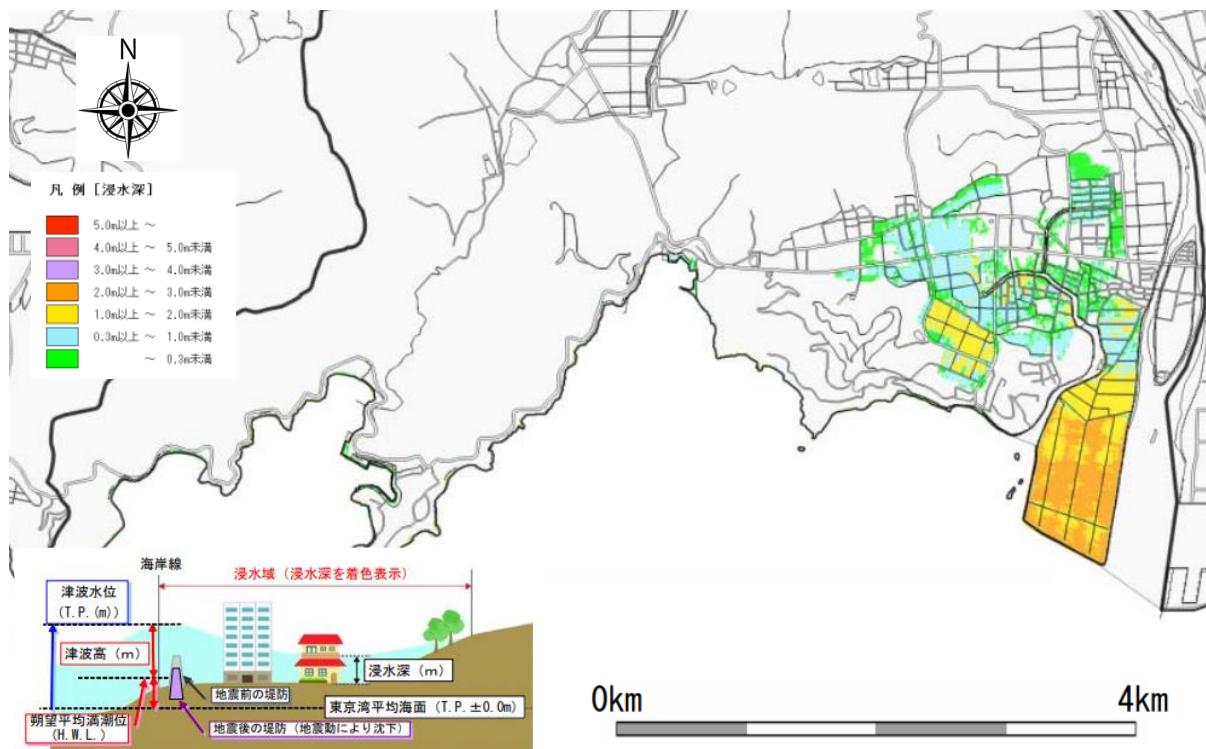 N
凡 例 [浸水深]
5.0m以上 ～
4.0m以上 ～ 5.0m未満
3.0m以上 ～ 4.0m未満
2.0m以上 ～ 3.0m未満
1.0m以上 ～ 2.0m未満
0.3m以上 ～ 1.0m未満
～ 0.3m未満
海岸線
浸水域（浸水深を着色表示）
津波水位
(T.P.(m))
津波高（m）
浸水深（m）
地震前の堤防
東京湾平均海面（T.P.±0.0m）
朔望平均満潮位
(H.W.L.)
地震後の堤防（地震動により沈下）
0km
4km